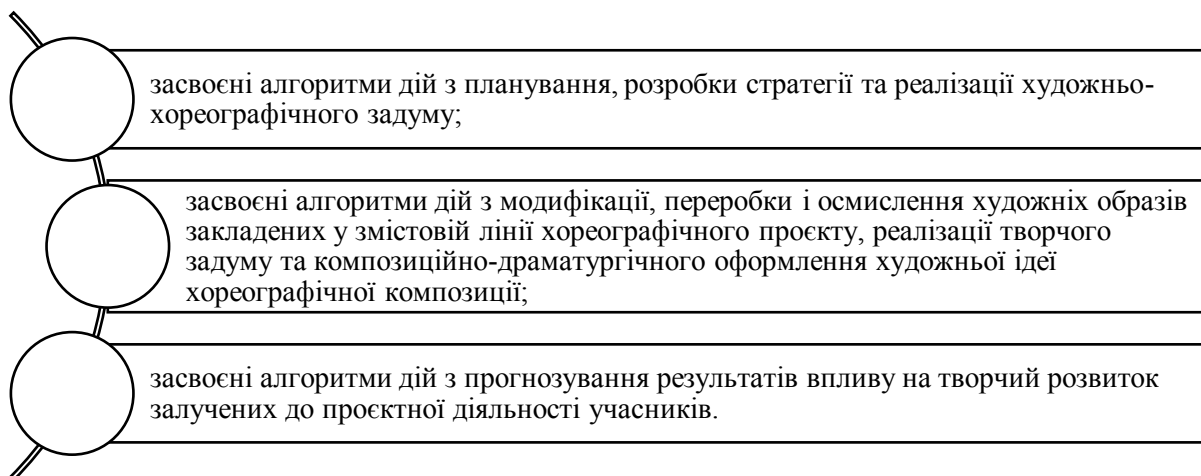 засвоєні алгоритми дій з планування, розробки стратегії та реалізації художньо-
хореографічного задуму;
засвоєні алгоритми дій з модифікації, переробки і осмислення художніх образів
закладених у змістовій лінії хореографічного проєкту, реалізації творчого
задуму та композиційно-драматургічного оформлення художньої ідеї
хореографічної композиції;
засвоєні алгоритми дій з прогнозування результатів впливу на творчий розвиток
залучених до проєктної діяльності учасників.